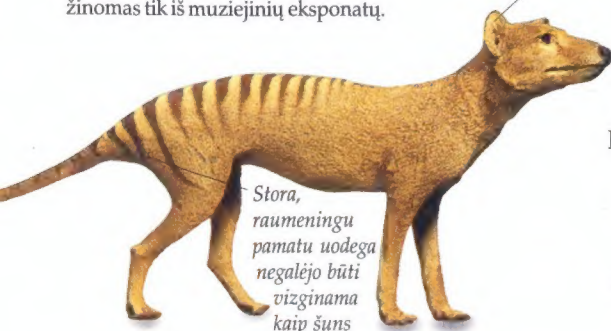 žinomas tik iš muziejinių eksponatų.
Stora,
raumeningu
pamatu uodega
negalėjo būti
vizginama
kaip šuns